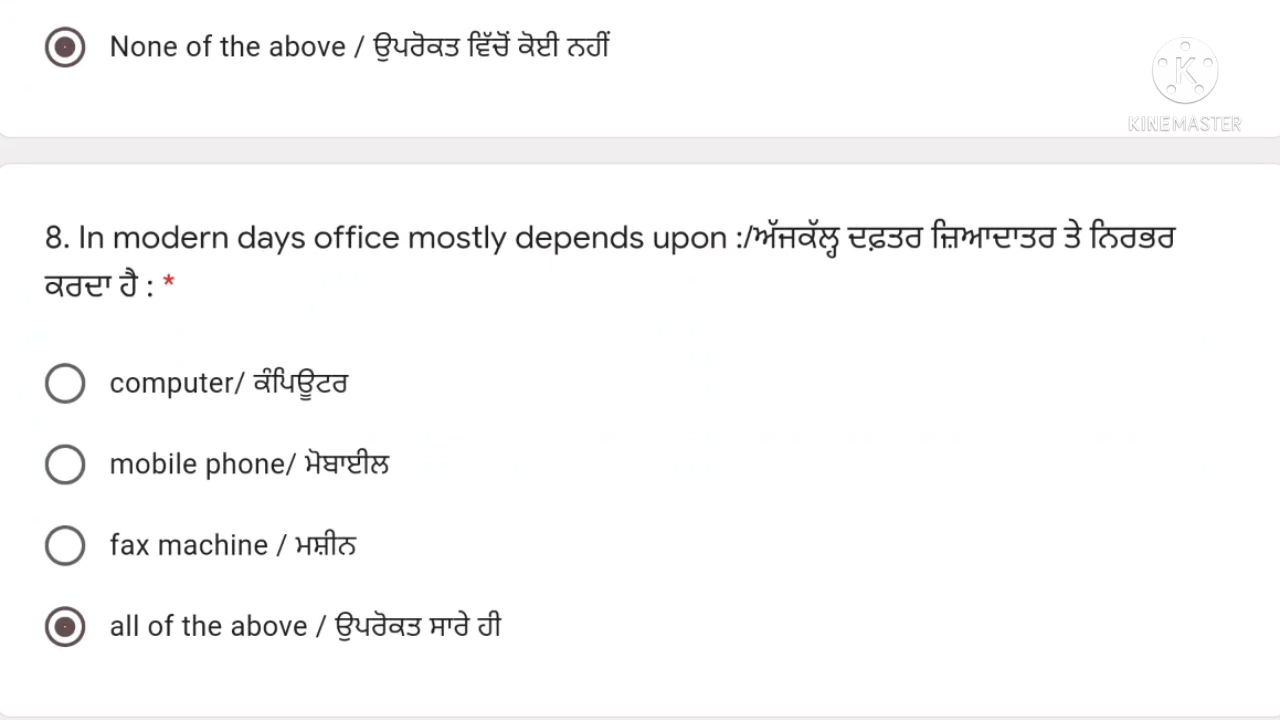 None of the above / ਉਪਰੋਕਤ ਵਿੱਚੋਂ ਕੋਈ ਨਹੀਂ
K
KINEMASTER
8. In modern days office mostly depends upon :/ਅੱਜਕੱਲ੍ਹ ਦਫ਼ਤਰ ਜ਼ਿਆਦਾਤਰ ਤੇ ਨਿਰਭਰ
ਕਰਦਾ ਹੈ : *
computer/ ਕੰਪਿਊਟਰ
mobile phone/ ਮੋਬਾਈਲ
fax machine / ਮਸ਼ੀਨ
all of the above / ਉਪਰੋਕਤ ਸਾਰੇ ਹੀ